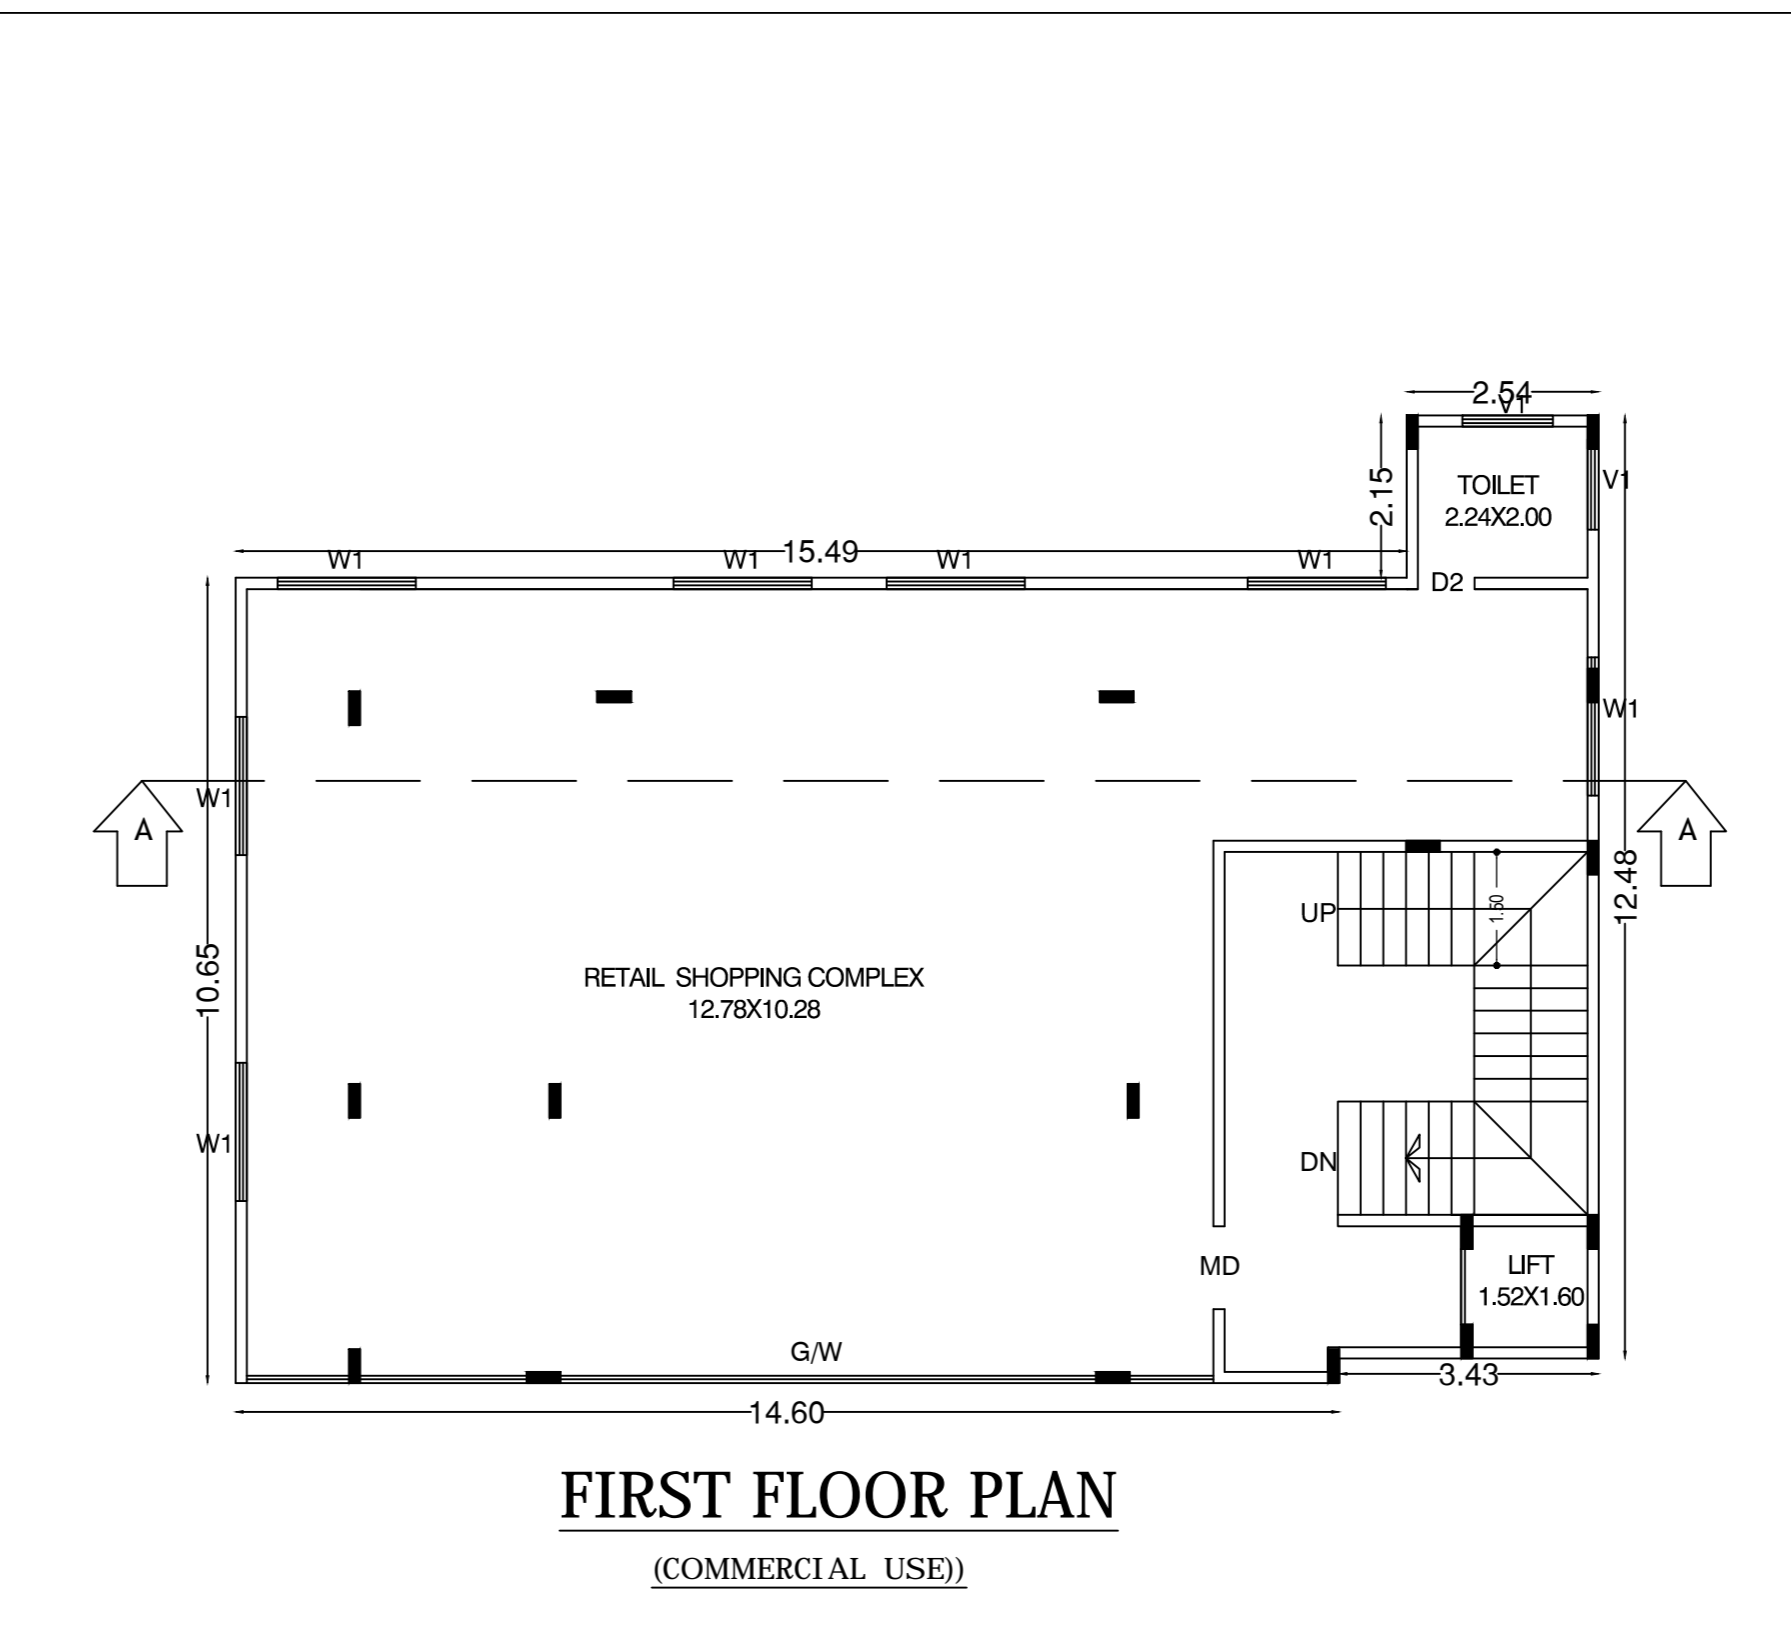 2.54
V1
2.15
TOILET
2.24X2.00
V1
15.49
W1
W1
W1
W1
D2
W1
A
W1
A
10.65
12.48
UP
1.50
RETAIL SHOPPING COMPLEX
12.78X10.28
W1
DN
MD
LIFT
1.52X1.60
G/W
3.43
14.60
FIRST FLOOR PLAN
(COMMERCIAL USE))